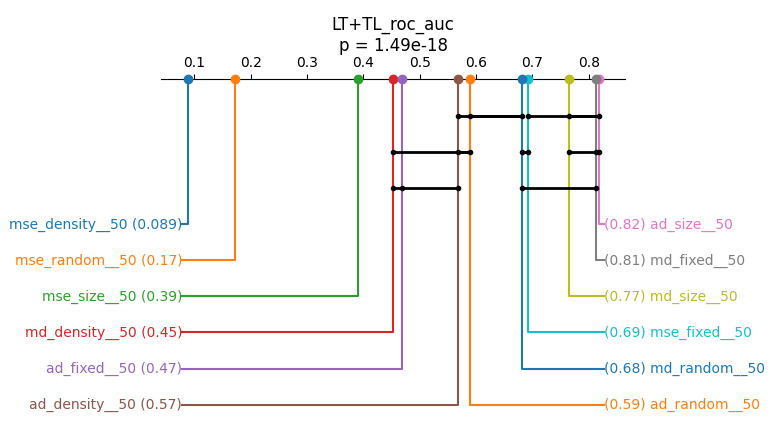 LT+TL_roc_auc
p = 1.49e-18
0.1 0.2 0.3 0.4 0.5 0.6 0.7 0.8
mse_density__50 (0.089)
(0.82) ad_size__50
mse_random__50 (0.17)
(0.81) md_fixed__50
mse_size__50 (0.39)
(0.77) md_size__50
md_density__50 (0.45)
(0.69) mse_fixed__50
ad_fixed__50 (0.47)
(0.68) md_random__50
ad_density__50 (0.57)
(0.59) ad_random__50